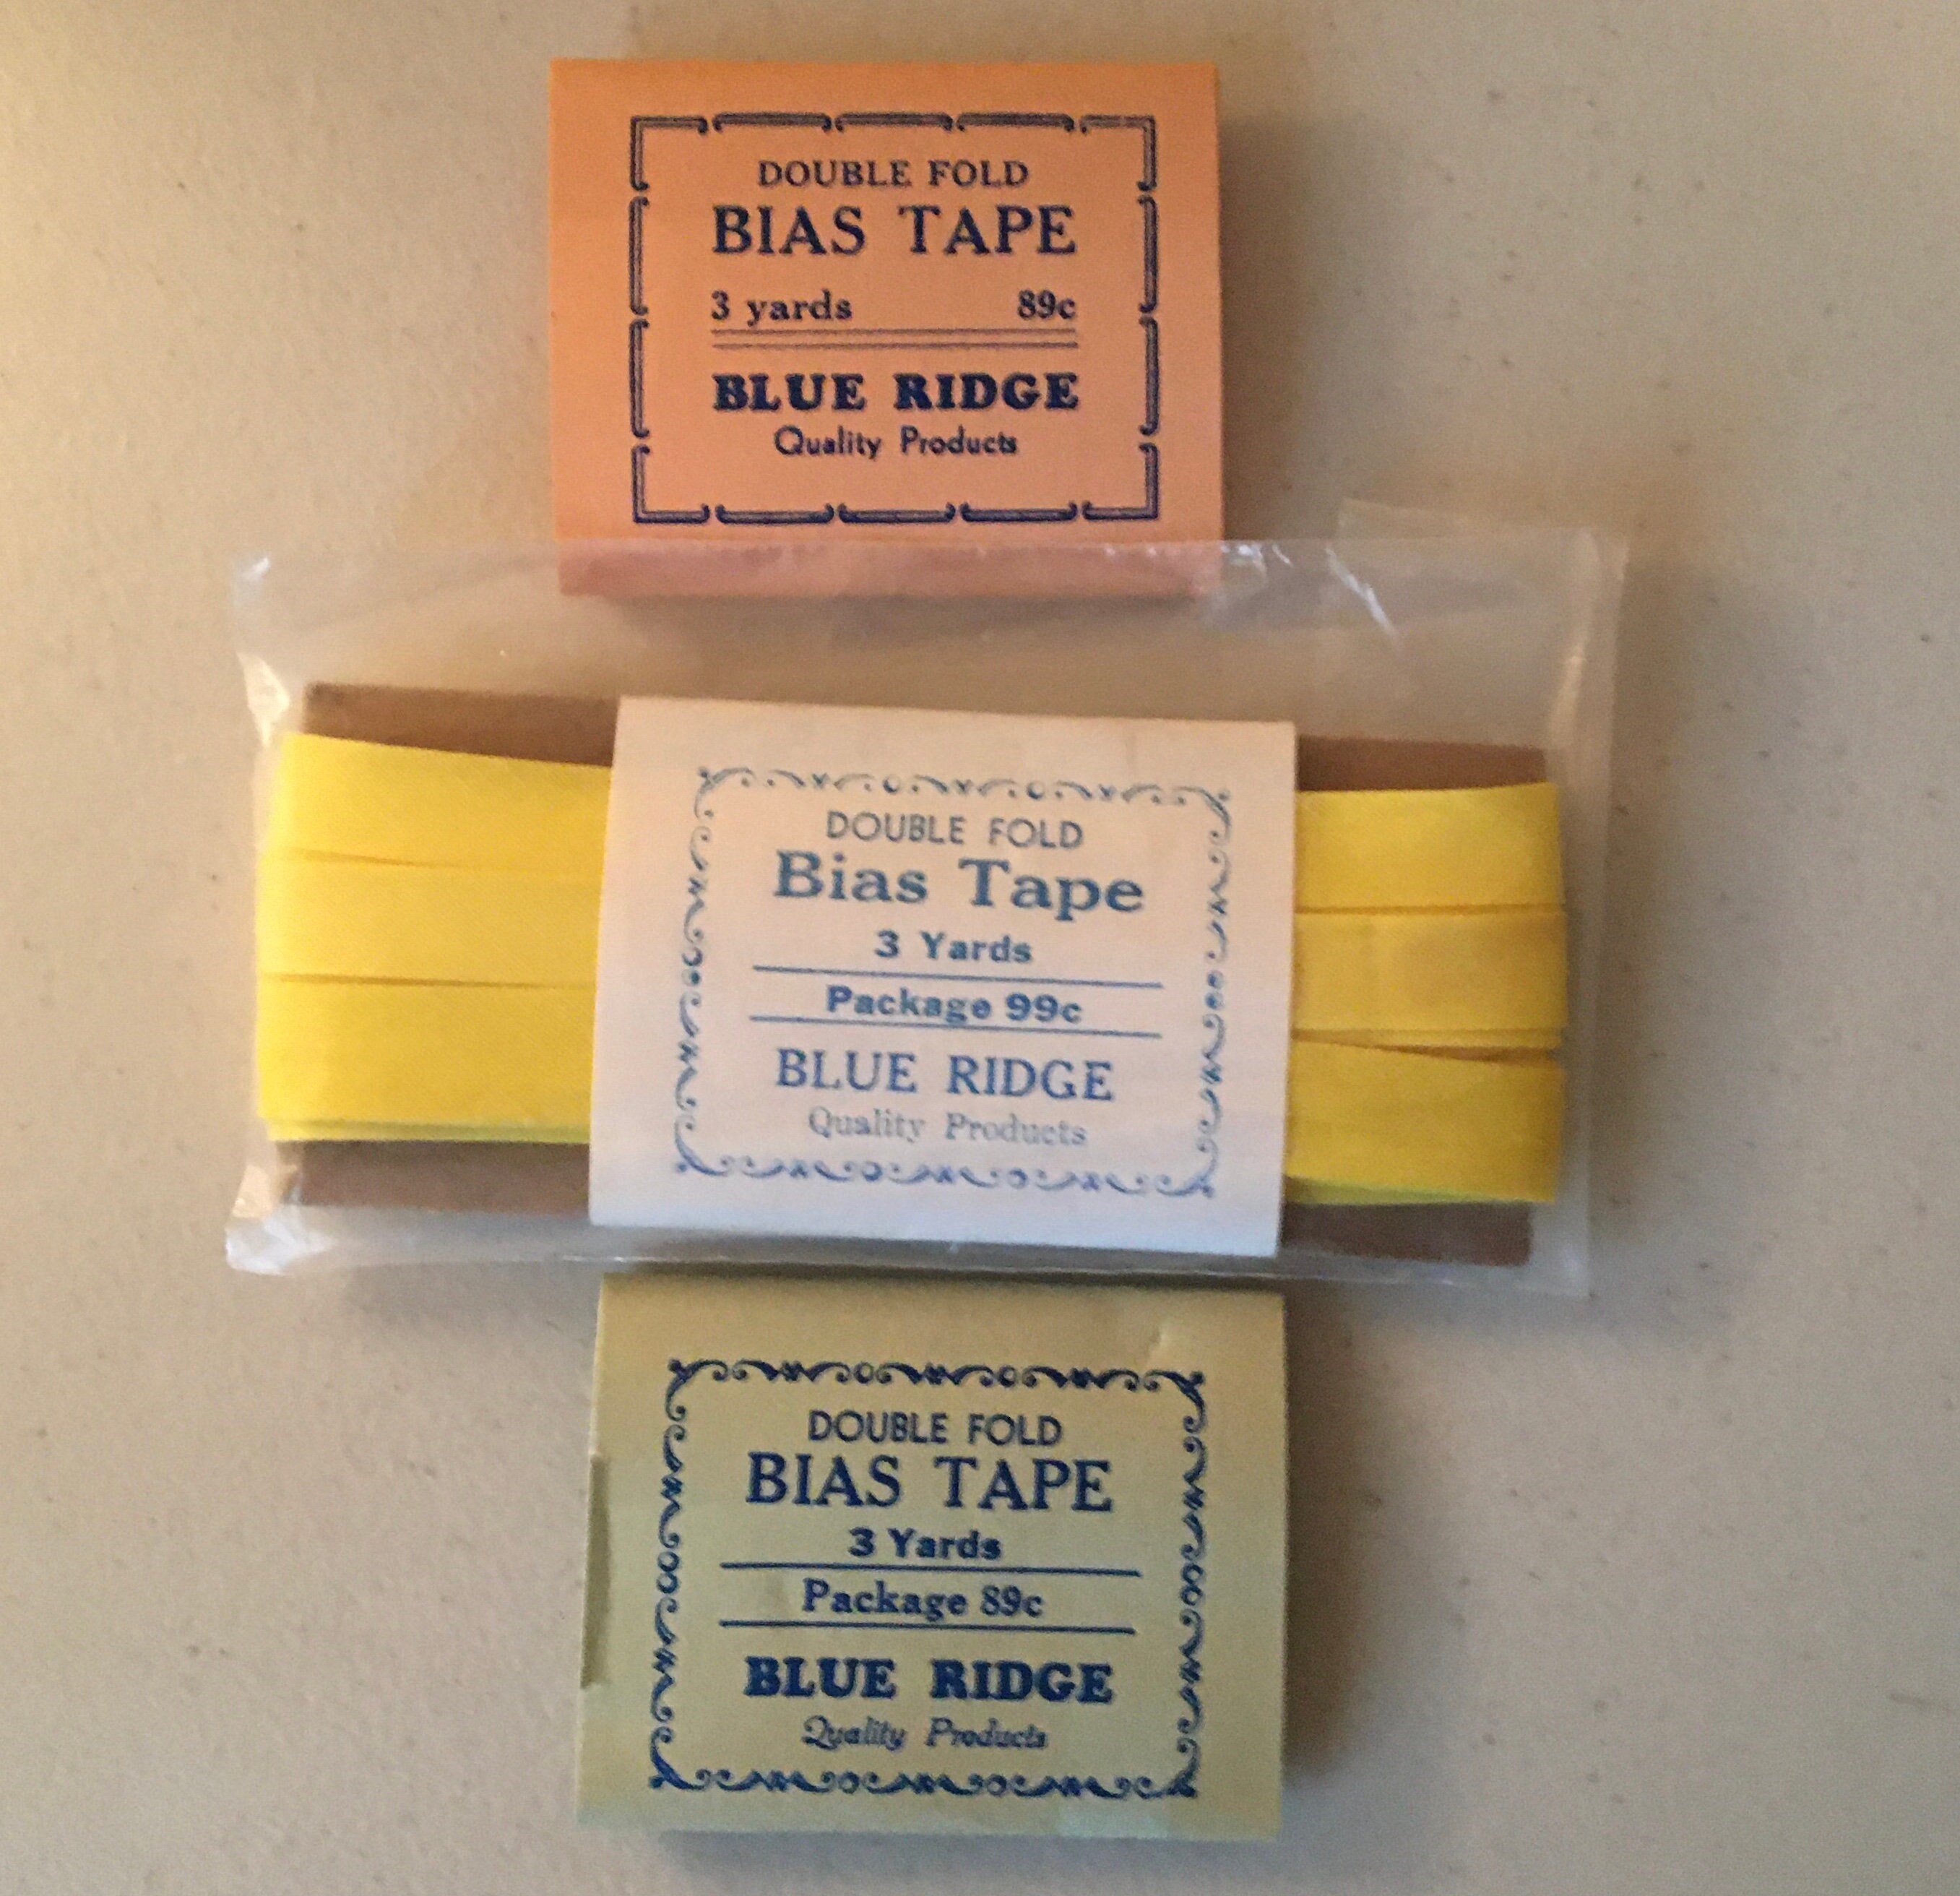 DOUBLE FOLD
BIAS TAPE
3 yards 89c
BLUE RIDGE
Quality Products
DOUBLE FOLD
Bias Tape
3 Yards
Package 99c
BLUE RIDGE
Quality Products
DOUBLE FOLD
BIAS TAPE
3 Yards
Package 89c
BLUE RIDGE
Quality Products